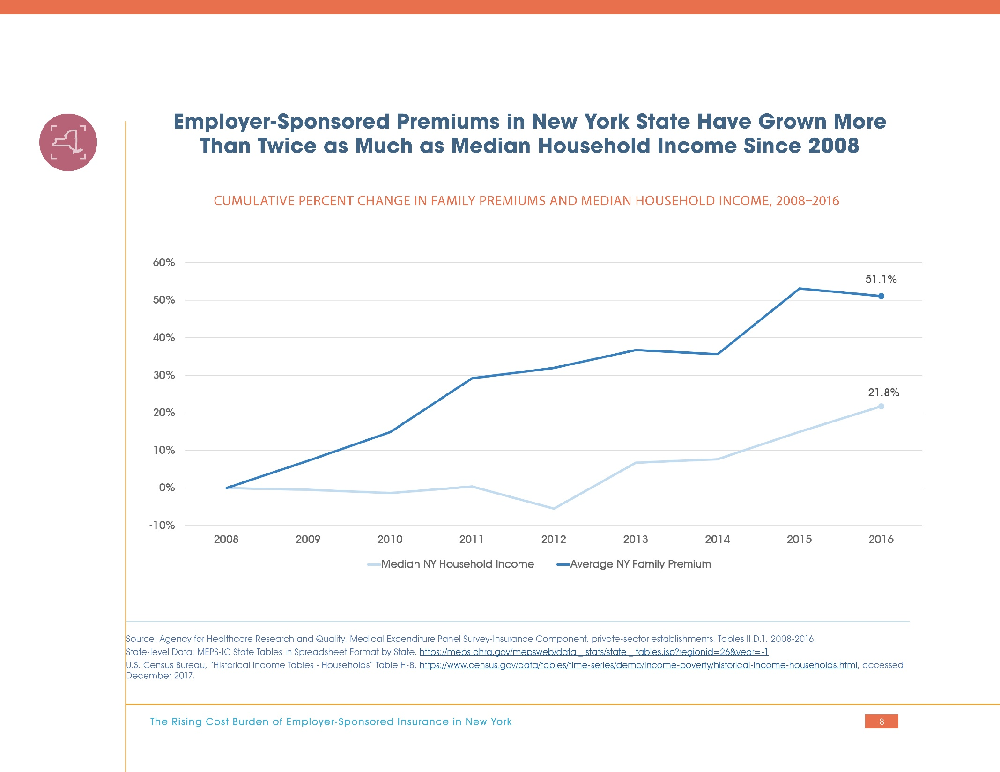 Employer-Sponsored Premiums in New York State Have Grown More
Than Twice as Much as Median Household Income Since 2008
CUMULATIVE PERCENT CHANGE IN FAMILY PREMIUMS AND MEDIAN HOUSEHOLD INCOME, 2008–2016
60%
51.1%
50%
40%
30%
21.8%
20%
10%
0%
-10%
2008 2009 2010 2011 2012 2013 2014 2015 2016
Median NY Household Income Average NY Family Premium
Source: Agency for Healthcare Research and Quality, Medical Expenditure Panel Survey-Insurance Component, private-sector establishments, Tables II.D.1, 2008-2016.
State-level Data: MEPS-IC State Tables in Spreadsheet Format by State. https://meps.ahrq.gov/mepsweb/data_stats/state_tables.jsp?regionid=26&year=-1
U.S. Census Bureau, “Historical Income Tables - Households” Table H-8, https://www.census.gov/data/tables/time-series/demo/income-poverty/historical-income-households.html, accessed
December 2017.
The Rising Cost Burden of Employer-Sponsored Insurance in New York
8